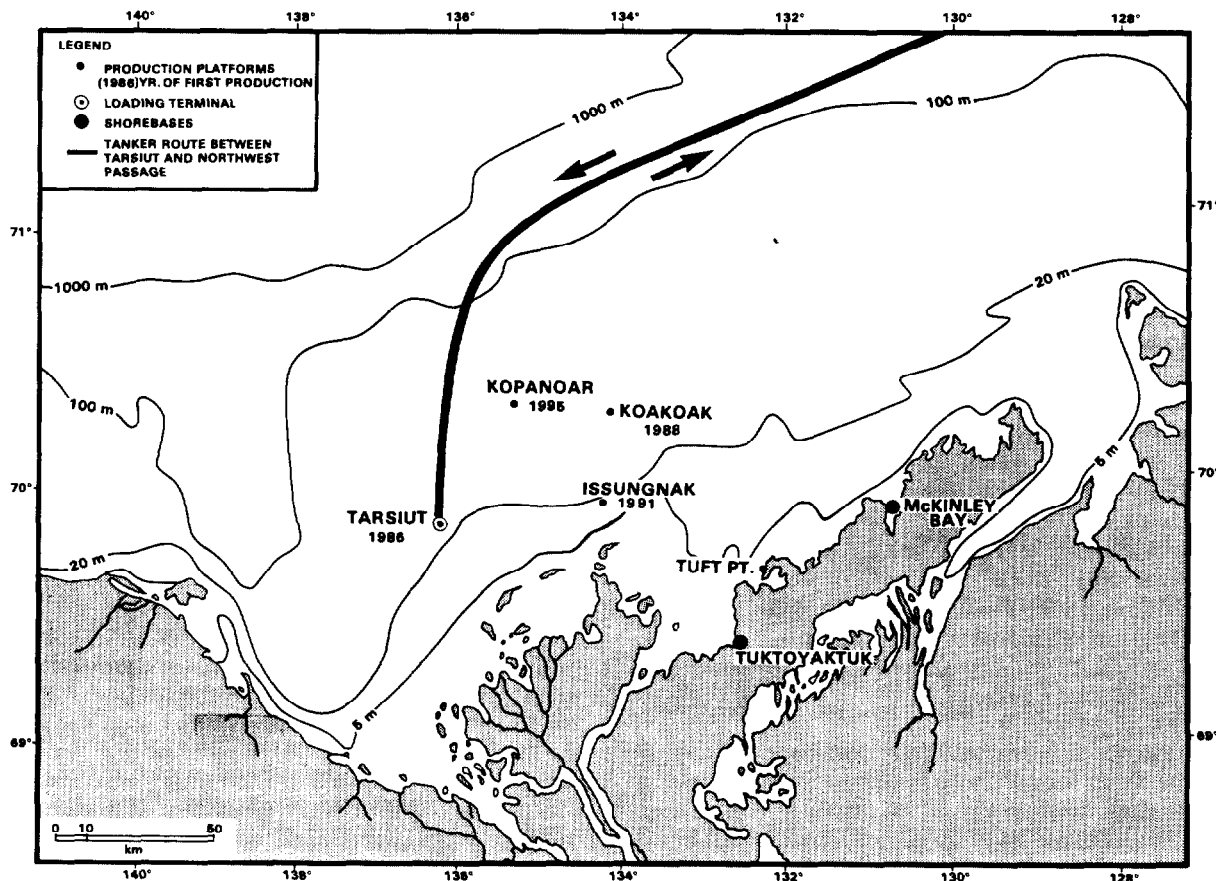 140°
138°
136°
134°
132°
130°
128°
LEGEND
PRODUCTION PLATFORMS
(1986)YR. OF FIRST PRODUCTION
LOADING TERMINAL
SHOREBASES
TANKER ROUTE BETWEEN
TARSIUT AND NORTHWEST
PASSAGE
1000 m
100 m
71°
71°
1000 m
20 m
100 m
KOPANOAR
1995
KOAKOAK
1988
5 m
70°
70°
ISSUNGNAK
1991
TARSIUT
1986
McKINLEY
BAY
20 m
TUFT PT.
TUKTOYAKTUK
5 m
69°
69°
0 10 50
km
140°
138°
136°
134°
132°
130°
128°